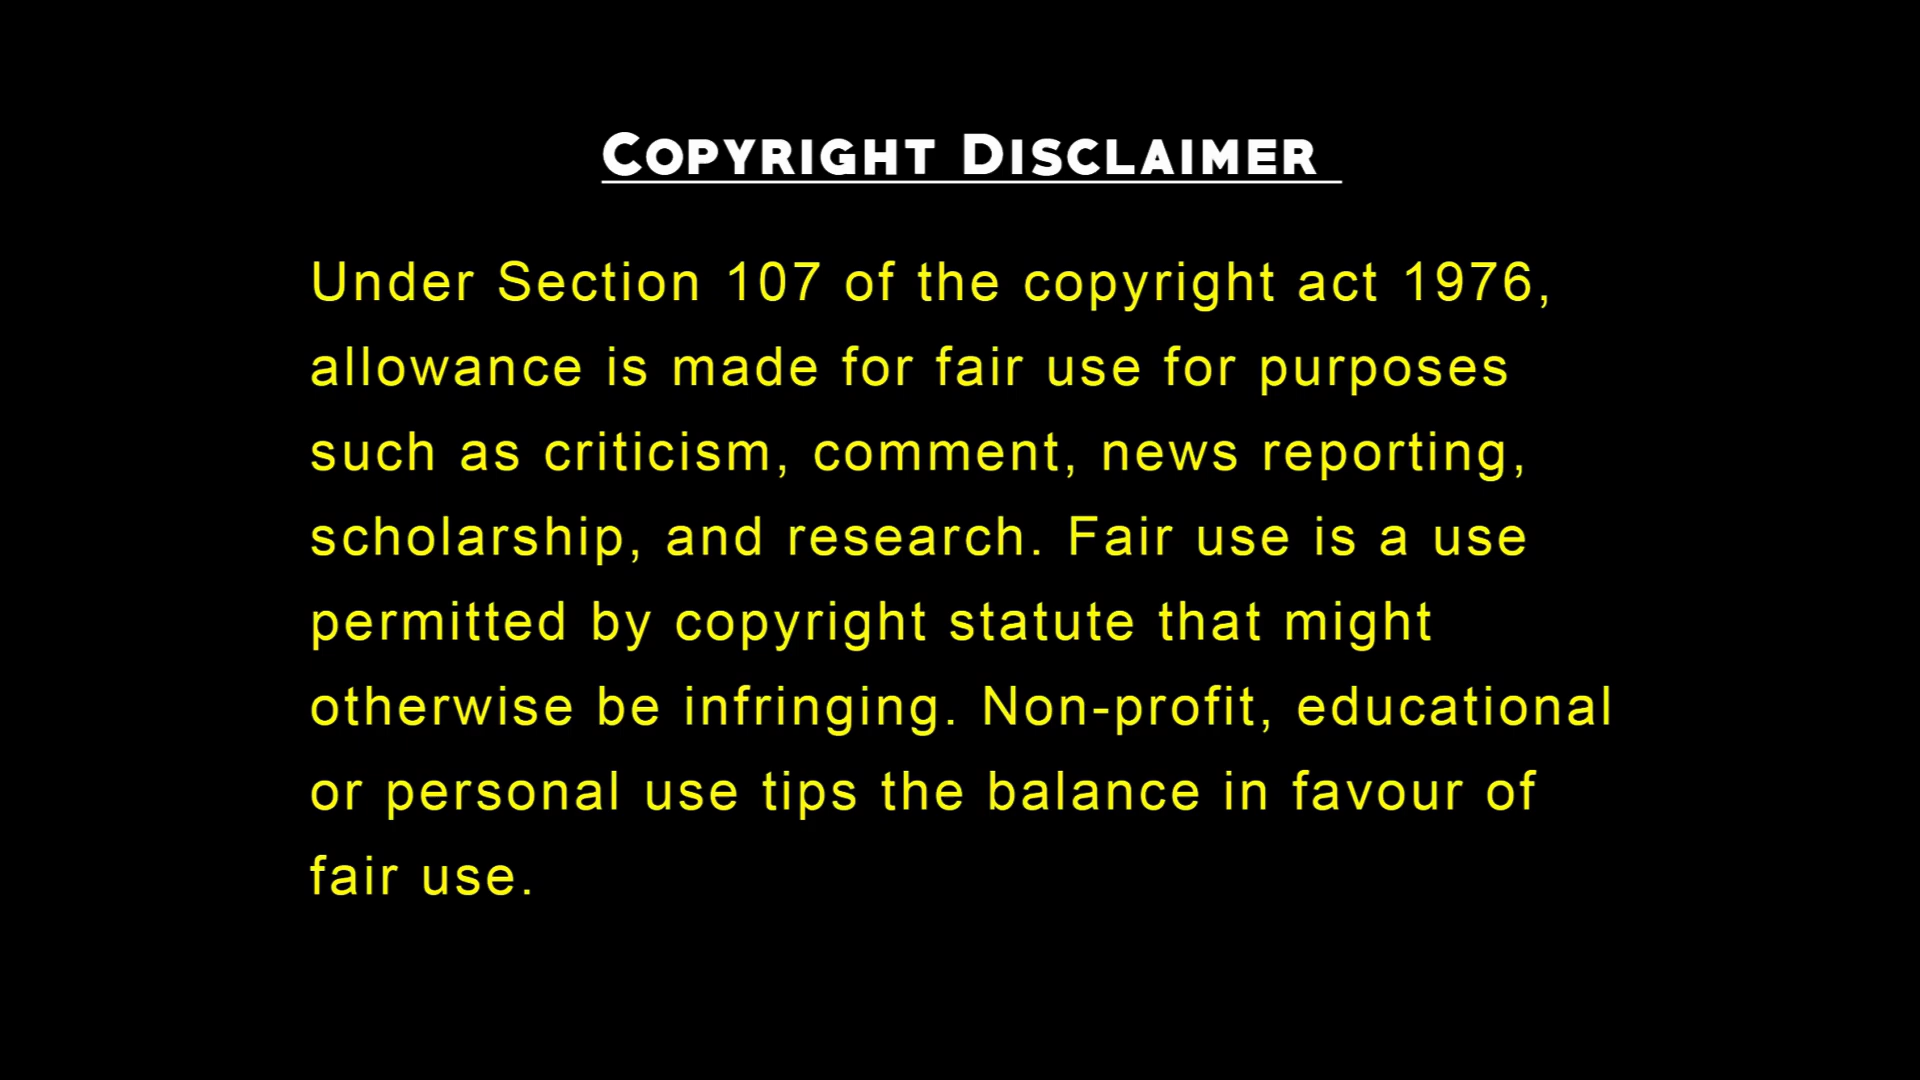 Copyright Disclaimer
Under Section 107 of the copyright act 1976,
allowance is made for fair use for purposes
such as criticism, comment, news reporting,
scholarship, and research. Fair use is a use
permitted by copyright statute that might
otherwise be infringing. Non-profit, educational
or personal use tips the balance in favour of
fair use.